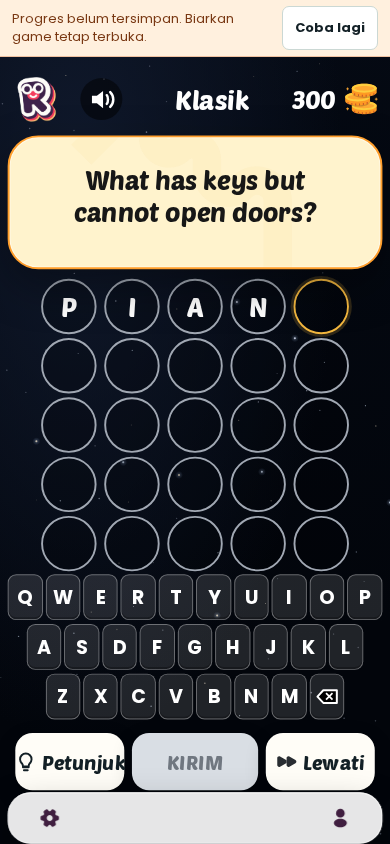 Progres belum tersimpan. Biarkan
game tetap terbuka.
Coba lagi
Klasik
300
What has keys but
cannot open doors?
P I A N
Q W E R T Y U I O P
A S D F G H J K L
Z X C V B N M
Petunjuk
KIRIM
Lewati